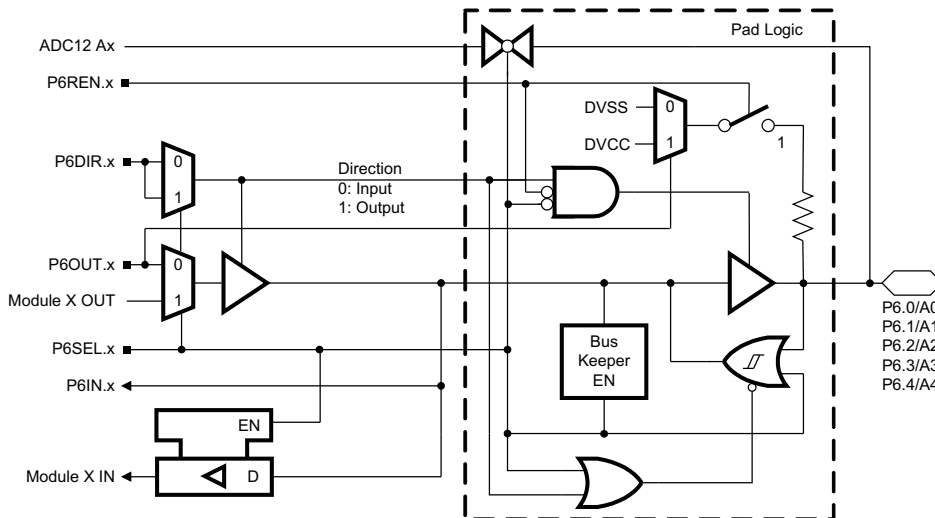 Pad Logic
ADC12 Ax
P6REN.x
DVSS
0
DVCC
1
1
P6DIR.x
0
1
Direction
0: Input
1: Output
P6OUT.x
0
Module X OUT
1
P6SEL.x
P6IN.x
Bus
Keeper
EN
EN
D
Module X IN
P6.0/A0
P6.1/A1
P6.2/A2
P6.3/A3
P6.4/A4